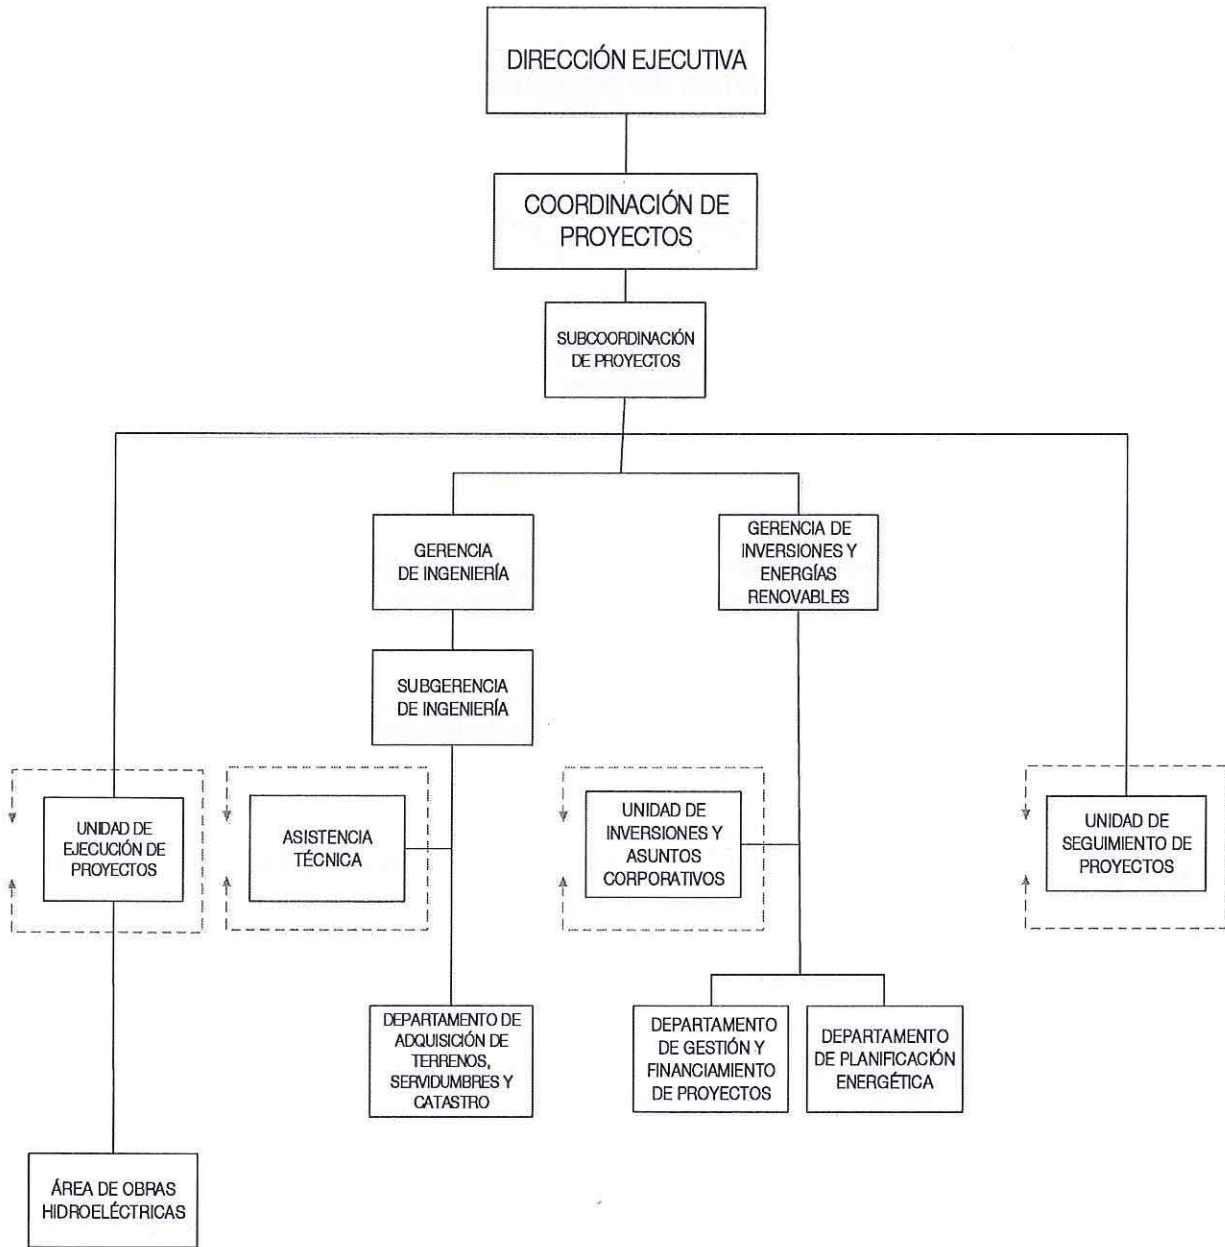 DIRECCIÓN EJECUTIVA
COORDINACIÓN DE
PROYECTOS
SUBCOORDINACIÓN
DE PROYECTOS
GERENCIA
DE INGENIERÍA
GERENCIA DE
INVERSIONES Y
ENERGÍAS
RENOVABLES
SUBGERENCIA
DE INGENIERÍA
UNIDAD DE
EJECUCIÓN DE
PROYECTOS
ASISTENCIA
TÉCNICA
UNIDAD DE
INVERSIONES Y
ASUNTOS
CORPORATIVOS
UNIDAD DE
SEGUIMIENTO DE
PROYECTOS
DEPARTAMENTO DE
ADQUISICIÓN DE
TERRENOS,
SERVIDUMBRES Y
CATASTRO
DEPARTAMENTO
DE GESTIÓN Y
FINANCIAMIENTO
DE PROYECTOS
DEPARTAMENTO
DE PLANIFICACIÓN
ENERGÉTICA
ÁREA DE OBRAS
HIDROELÉCTRICAS